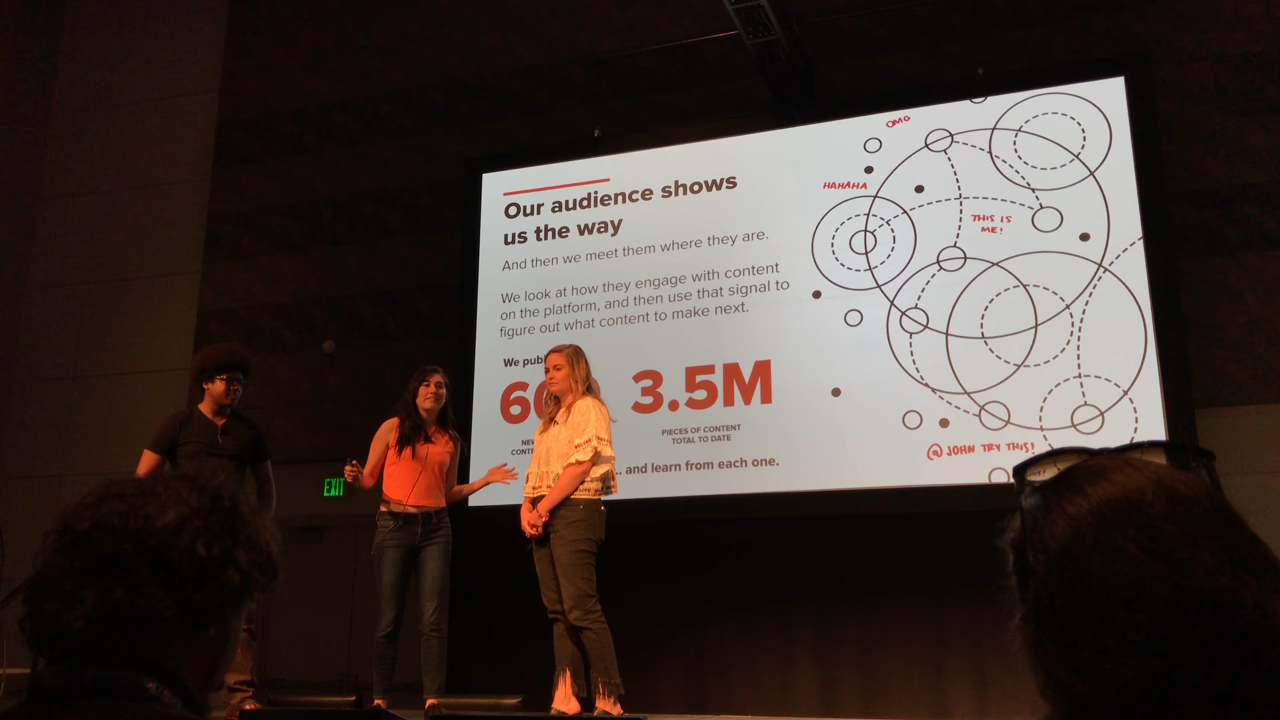 Our audience shows
us the way
And then we meet them where they are.
We look at how they engage with content
on the platform, and then use that signal to
figure out what content to make next.
We
3.5M
PIECES OF CONTENT
TOTAL TO DATE
and learn from each one.
OMG
HAHAHA
THIS IS
ME!
@JOHN TRY THIS!
EXIT